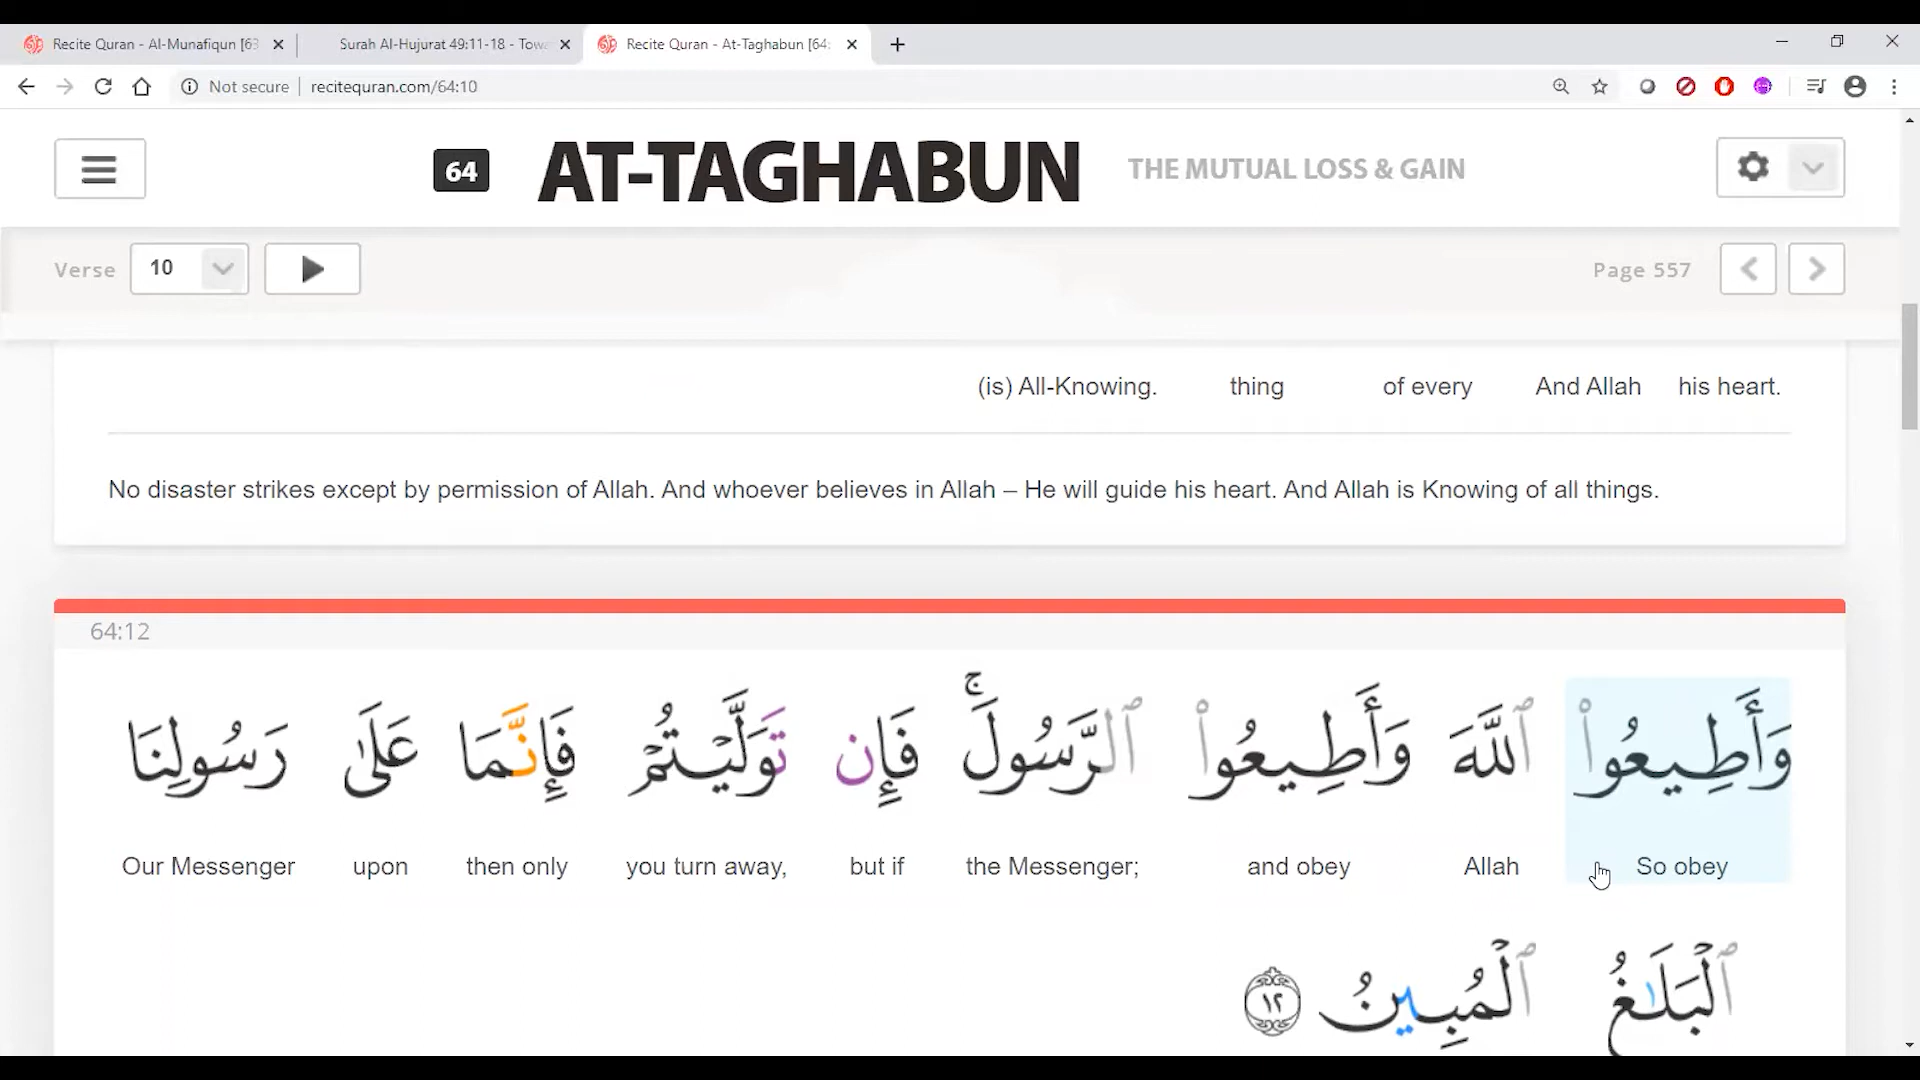 Recite Quran - Al-Munafiqun [63
Surah Al-Hujurat 49:11-18 - Towa
Recite Quran - At-Taghabun [64:
Not secure
recitequran.com/64:10
64 AT-TAGHABUN THE MUTUAL LOSS & GAIN
Verse 10
Page 557
his heart. And Allah of every thing (is) All-Knowing.
No disaster strikes except by permission of Allah. And whoever believes in Allah – He will guide his heart. And Allah is Knowing of all things.
64:12
وَأَطِيعُوا۟ ٱللَّهَ وَأَطِيعُوا۟ ٱلرَّسُولَ ۚ فَإِن تَوَلَّيْتُمْ فَإِنَّمَا عَلَىٰ رَسُولِنَا
So obey Allah and obey the Messenger; but if you turn away, then only upon Our Messenger
ٱلْبَلَـٰغُ ٱلْمُبِينُ ١٢